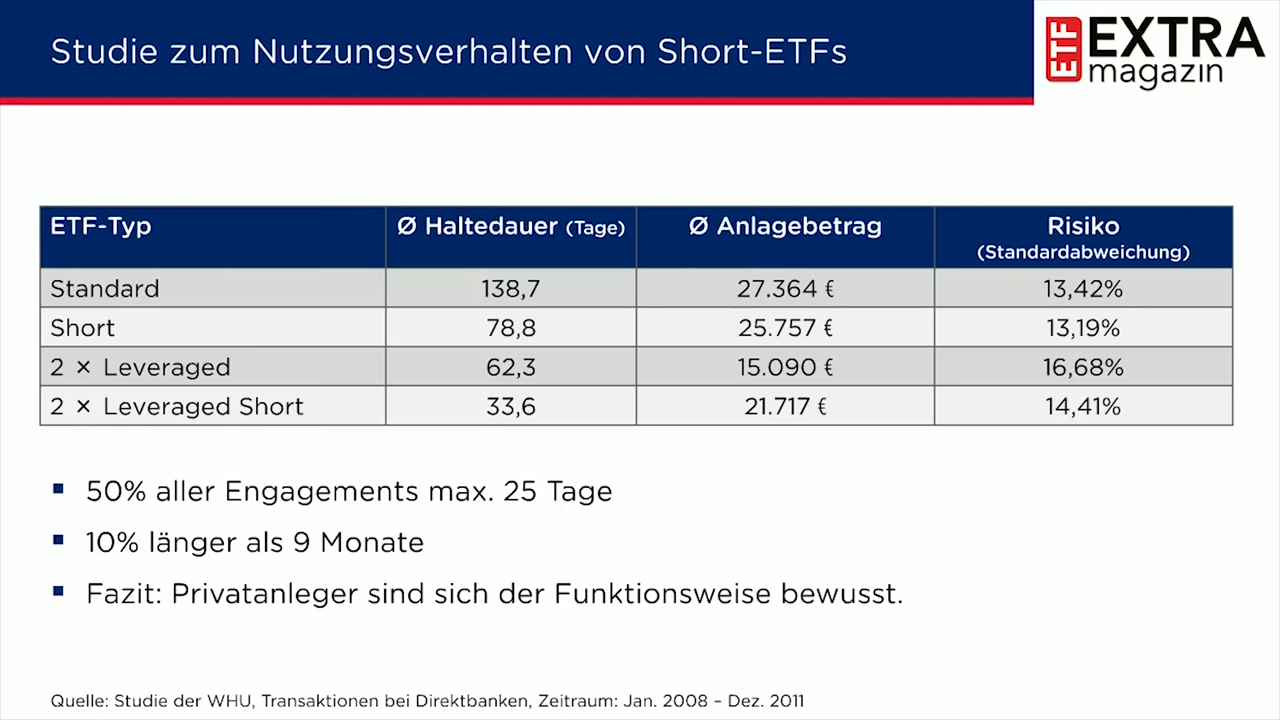 Studie zum Nutzungsverhalten von Short-ETFs
ETF EXTRA
magazin
ETF-Typ Ø Haltedauer (Tage) Ø Anlagebetrag Risiko
(Standardabweichung)
Standard 138,7 27.364 € 13,42%
Short 78,8 25.757 € 13,19%
2 × Leveraged 62,3 15.090 € 16,68%
2 × Leveraged Short 33,6 21.717 € 14,41%
▪ 50% aller Engagements max. 25 Tage
▪ 10% länger als 9 Monate
▪ Fazit: Privatanleger sind sich der Funktionsweise bewusst.
Quelle: Studie der WHU, Transaktionen bei Direktbanken, Zeitraum: Jan. 2008 – Dez. 2011